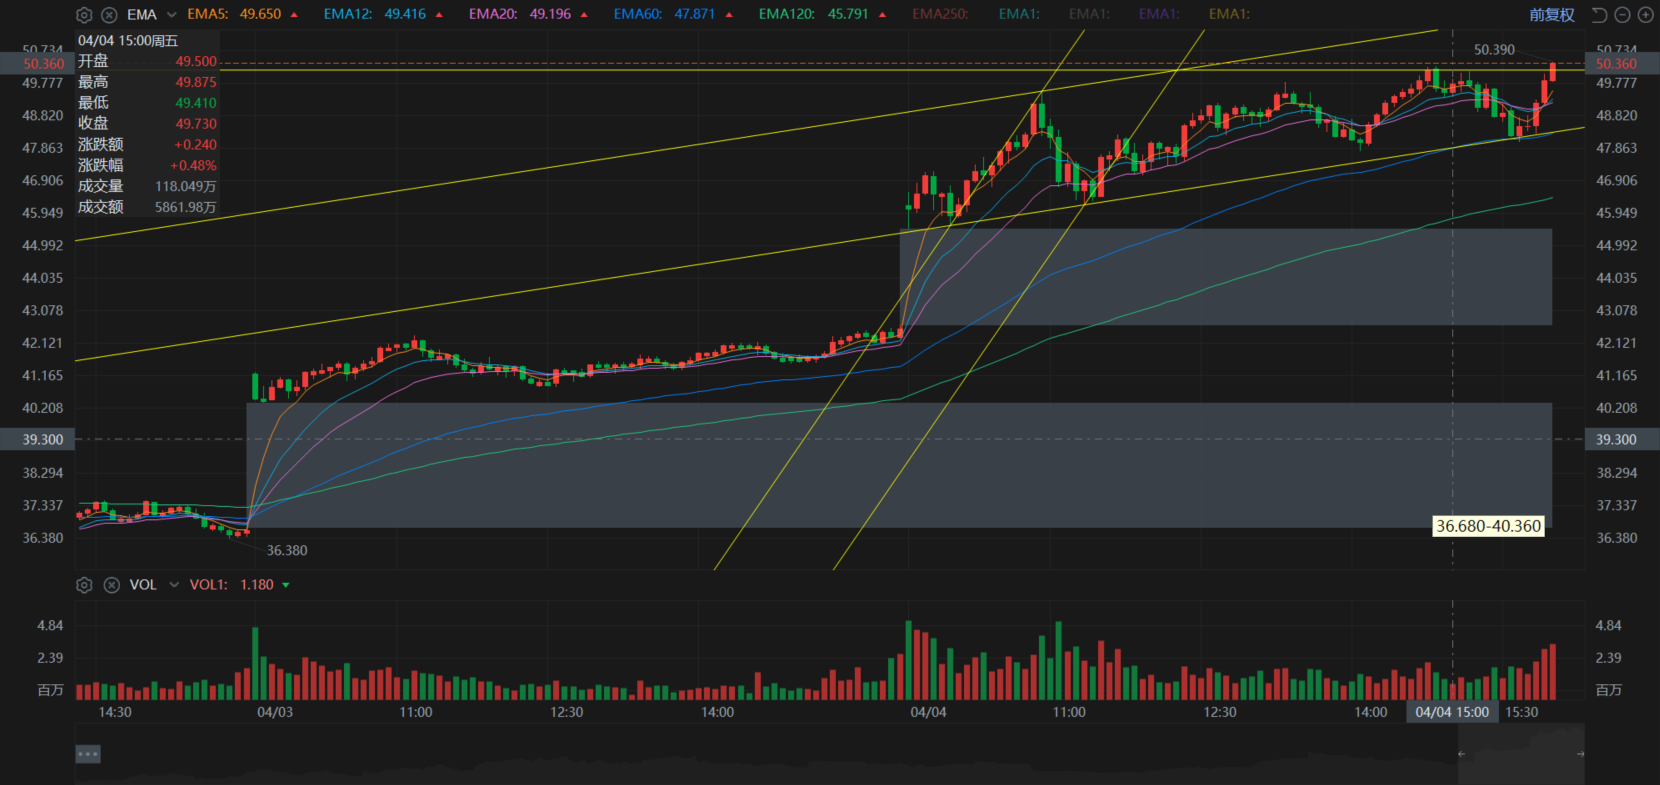 EMA EMA5: 49.650 EMA12: 49.416 EMA20: 49.196 EMA60: 47.871 EMA120: 45.791 EMA250: EMA1: EMA1: EMA1: EMA1: 前复权
04/04 15:00周五
开盘 49.500
最高 49.875
最低 49.410
收盘 49.730
涨跌额 +0.240
涨跌幅 +0.48%
成交量 118.049万
成交额 5861.98万
50.734
50.360
49.777
48.820
47.863
46.906
45.949
44.992
44.035
43.078
42.121
41.165
40.208
39.300
38.294
37.337
36.380
50.390
36.380
36.680-40.360
50.734
50.360
49.777
48.820
47.863
46.906
45.949
44.992
44.035
43.078
42.121
41.165
40.208
39.300
38.294
37.337
36.380
VOL VOL1: 1.180
4.84
2.39
百万
4.84
2.39
百万
14:30 04/03 11:00 12:30 14:00 04/04 11:00 12:30 14:00 04/04 15:00 15:30